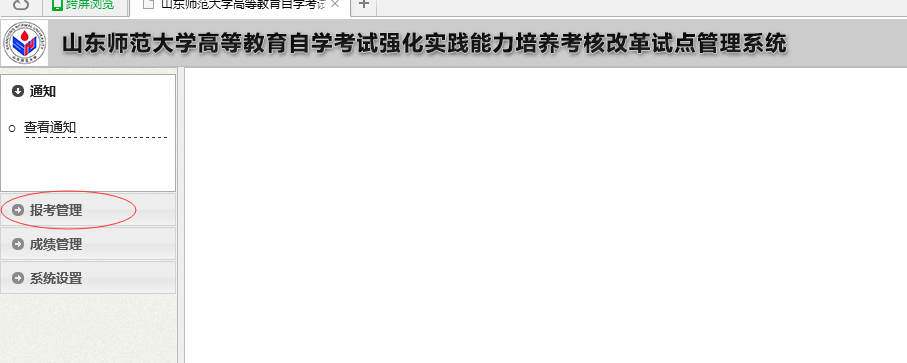 跨屏浏览
山东师范大学高等教育自学考试
山东师范大学高等教育自学考试强化实践能力培养考核改革试点管理系统
通知
查看通知
报考管理
成绩管理
系统设置